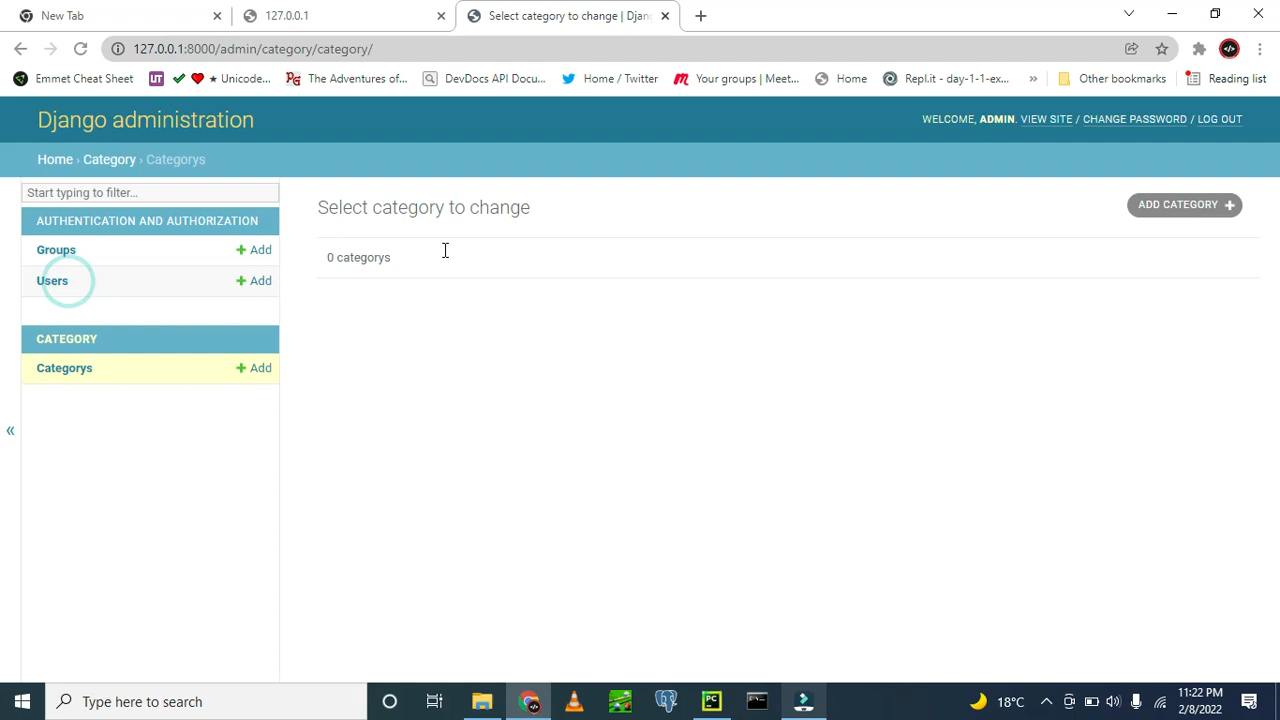 New Tab
127.0.0.1
Select category to change | Djan
127.0.0.1:8000/admin/category/category/
Emmet Cheat Sheet
★ Unicode...
The Adventures of...
DevDocs API Docu...
Home / Twitter
Your groups | Meet...
Home
Repl.it - day-1-1-ex...
»
Other bookmarks
Reading list
Django administration
WELCOME, ADMIN. VIEW SITE / CHANGE PASSWORD / LOG OUT
Home › Category › Categorys
Start typing to filter...
AUTHENTICATION AND AUTHORIZATION
Groups + Add
Users + Add
CATEGORY
Categorys + Add
«
Select category to change
ADD CATEGORY +
0 categorys
Type here to search
PC
18°C
11:22 PM
2/8/2022